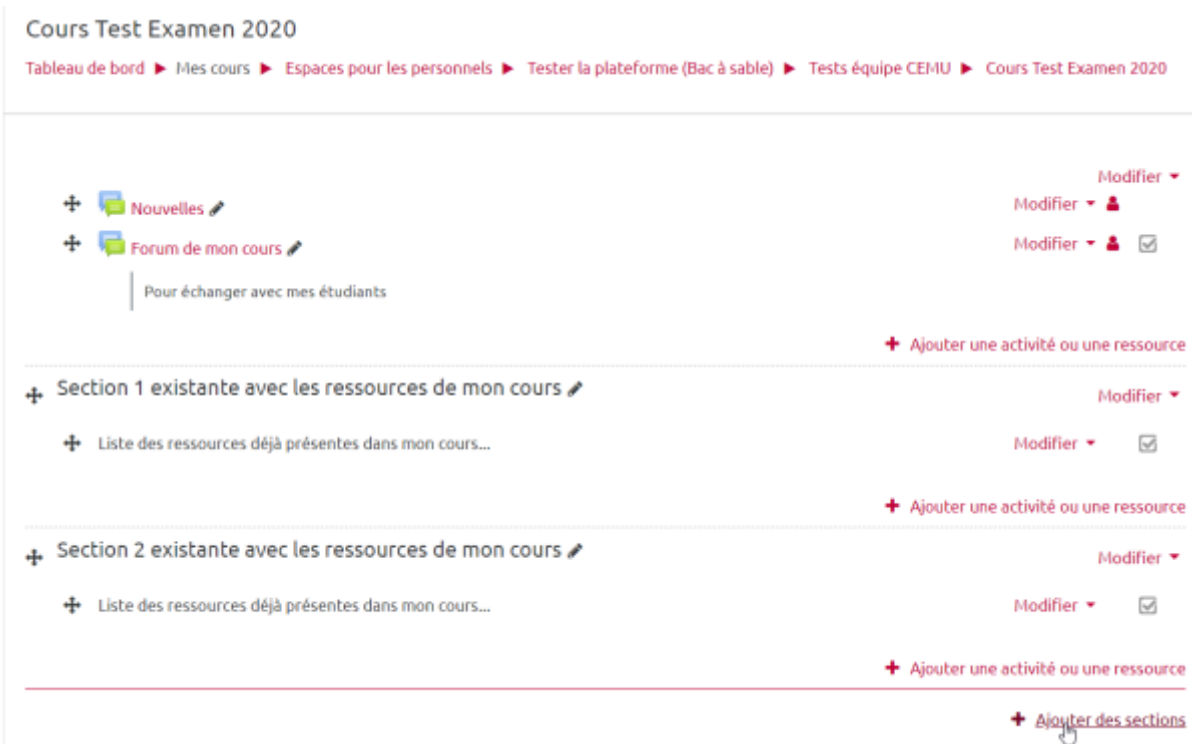 Cours Test Examen 2020
Tableau de bord ▶ Mes cours ▶ Espaces pour les personnels ▶ Tester la plateforme (Bac à sable) ▶ Tests équipe CEMU ▶ Cours Test Examen 2020
Modifier
Nouvelles Modifier
Forum de mon cours Modifier
Pour échanger avec mes étudiants
+ Ajouter une activité ou une ressource
Section 1 existante avec les ressources de mon cours
Modifier
Liste des ressources déjà présentes dans mon cours... Modifier
+ Ajouter une activité ou une ressource
Section 2 existante avec les ressources de mon cours
Modifier
Liste des ressources déjà présentes dans mon cours... Modifier
+ Ajouter une activité ou une ressource
+ Ajouter des sections